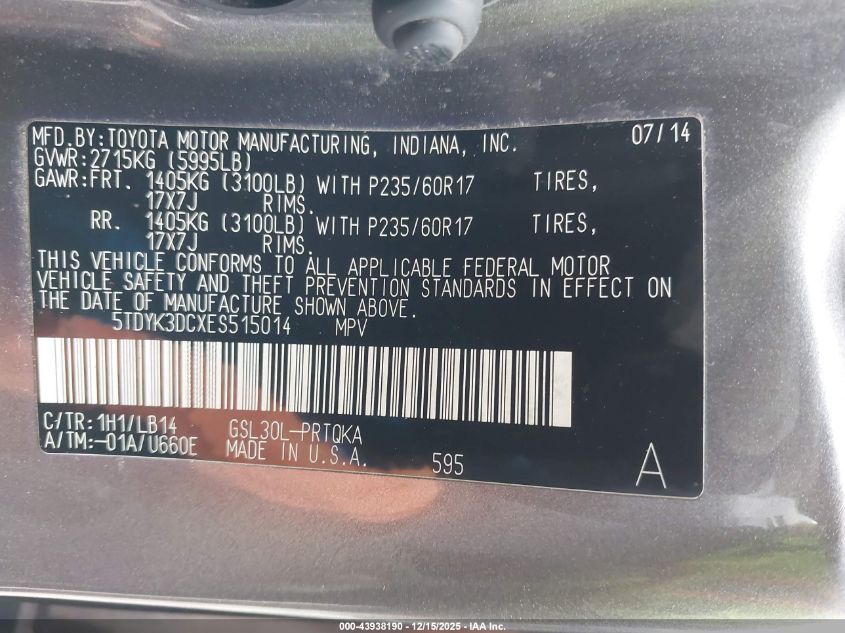 MFD.BY:TOYOTA MOTOR MANUFACTURING, INDIANA, INC. 07/14
GVWR:2715KG (5995LB)
GAWR:FRT. 1405KG (3100LB) WITH P235/60R17 TIRES,
17X7J RIMS.
RR. 1405KG (3100LB) WITH P235/60R17 TIRES,
17X7J RIMS.
THIS VEHICLE CONFORMS TO ALL APPLICABLE FEDERAL MOTOR
VEHICLE SAFETY AND THEFT PREVENTION STANDARDS IN EFFECT ON
THE DATE OF MANUFACTURE SHOWN ABOVE.
5TDYK3DCXES515014 MPV
C/TR:1H1/LB14 GSL30L-PRTQKA
A/TM:-01A/U660E MADE IN U.S.A. 595 A
000-43938190 - 12/15/2025 - IAA Inc.